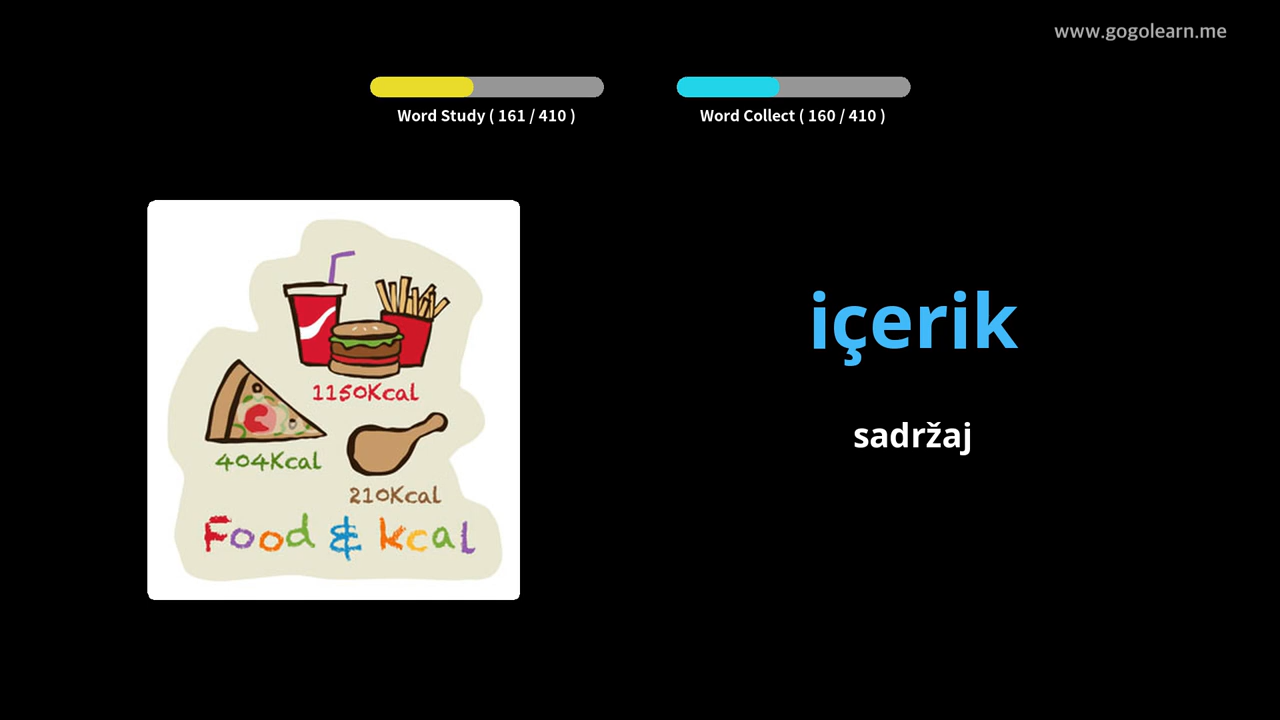 www.gogolearn.me
Word Study ( 161 / 410 )
Word Collect ( 160 / 410 )
1150Kcal
404Kcal
210Kcal
Food & kcal
içerik
sadržaj